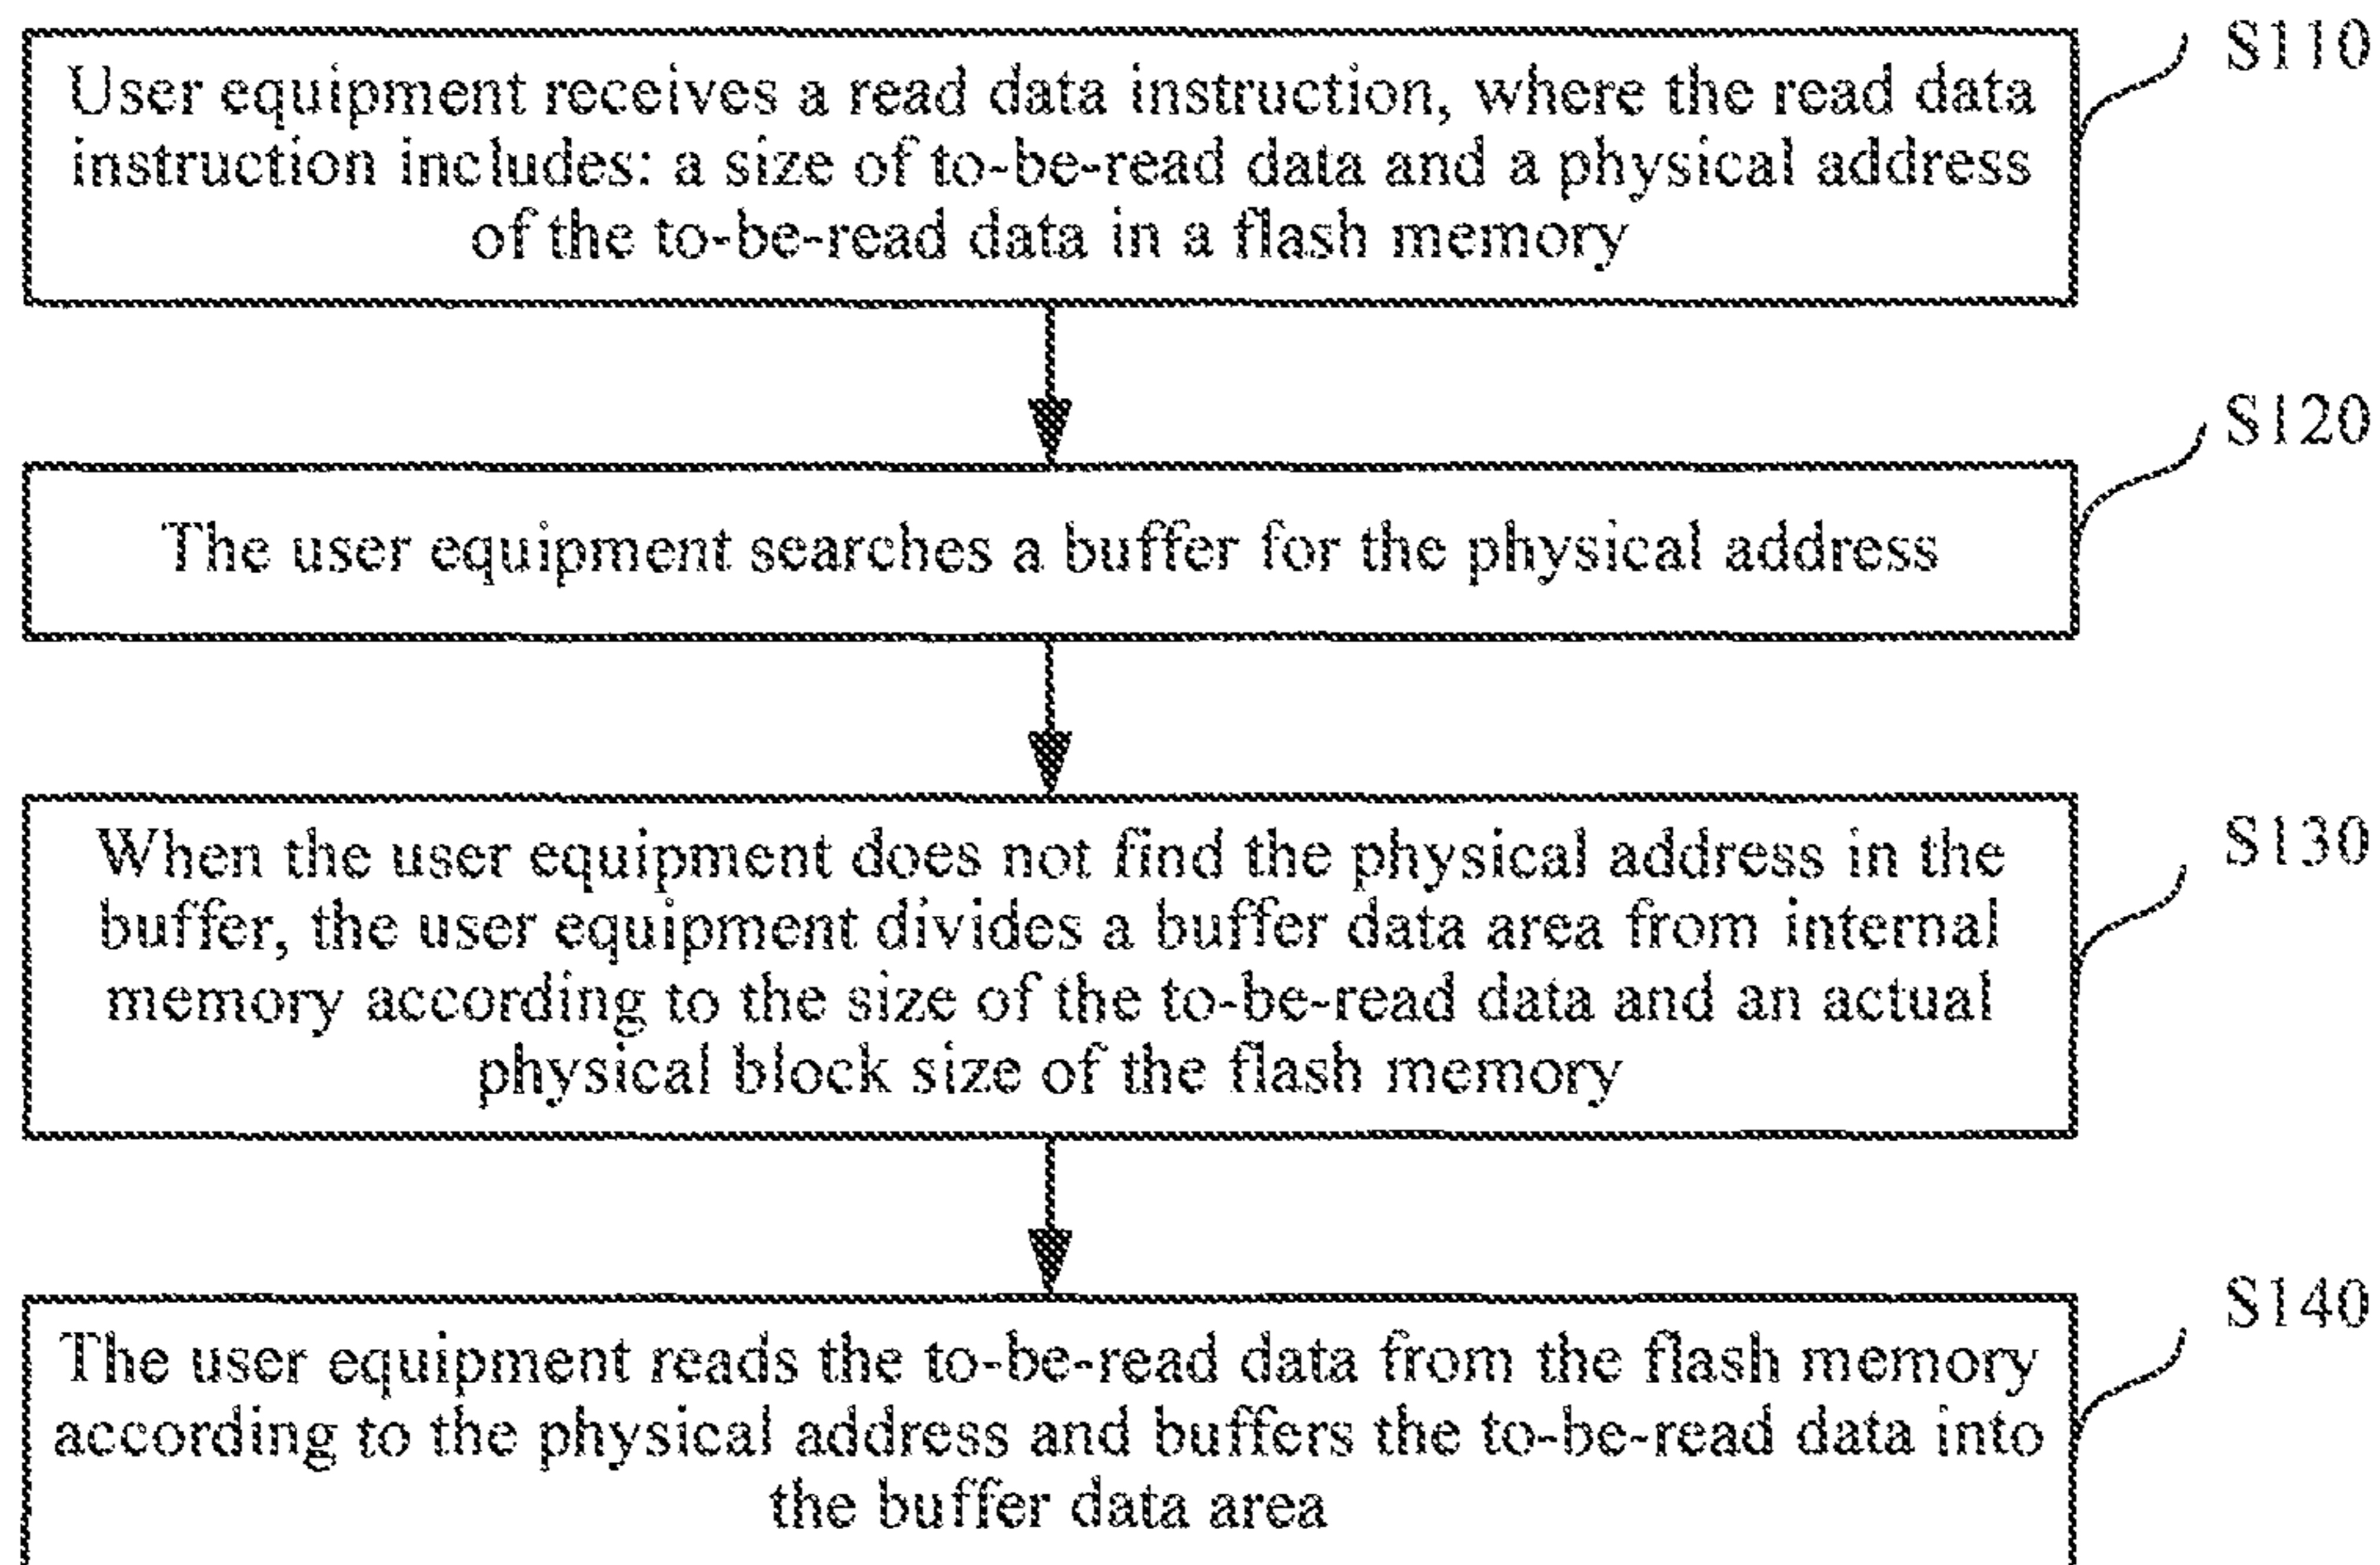 S110
User equipment receives a read data instruction, where the read data
instruction includes: a size of to-be-read data and a physical address
of the to-be-read data in a flash memory
S120
The user equipment searches a buffer for the physical address
S130
When the user equipment does not find the physical address in the
buffer, the user equipment divides a buffer data area from internal
memory according to the size of the to-be-read data and an actual
physical block size of the flash memory
S140
The user equipment reads the to-be-read data from the flash memory
according to the physical address and buffers the to-be-read data into
the buffer data area